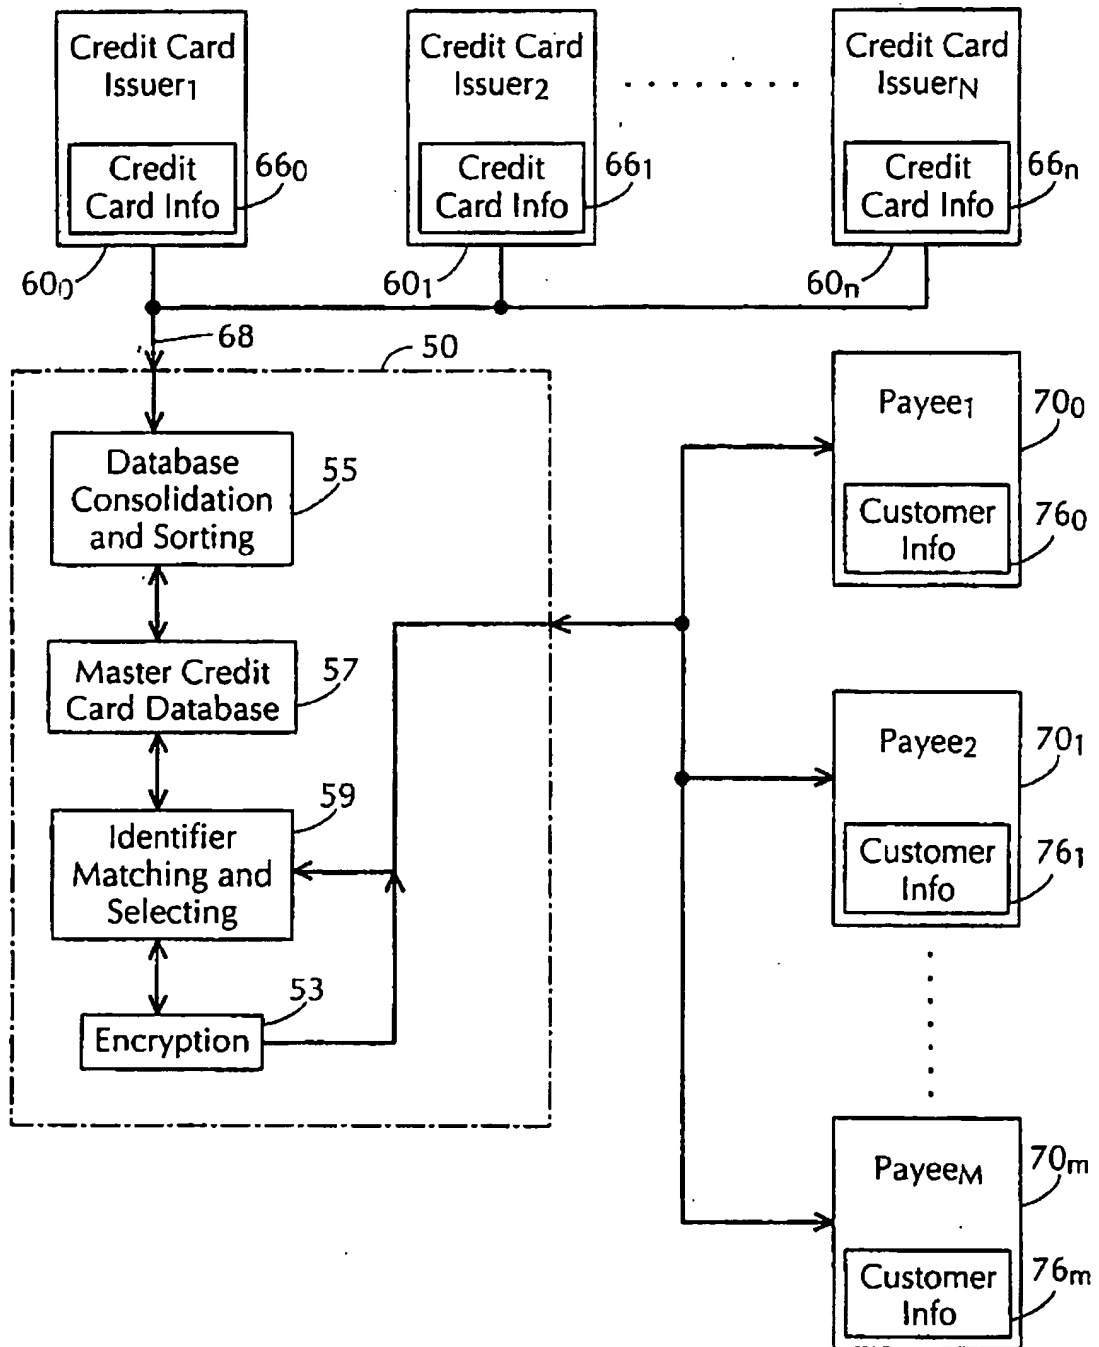 Credit Card
Issuer1
Credit
Card Info
660
600
Credit Card
Issuer2
Credit
Card Info
661
601
. . . . . . . .
Credit Card
IssuerN
Credit
Card Info
66n
60n
68
50
Database
Consolidation
and Sorting
55
Master Credit
Card Database
57
Identifier
Matching and
Selecting
59
Encryption
53
Payee1
700
Customer
Info
760
Payee2
701
Customer
Info
761
PayeeM
70m
Customer
Info
76m